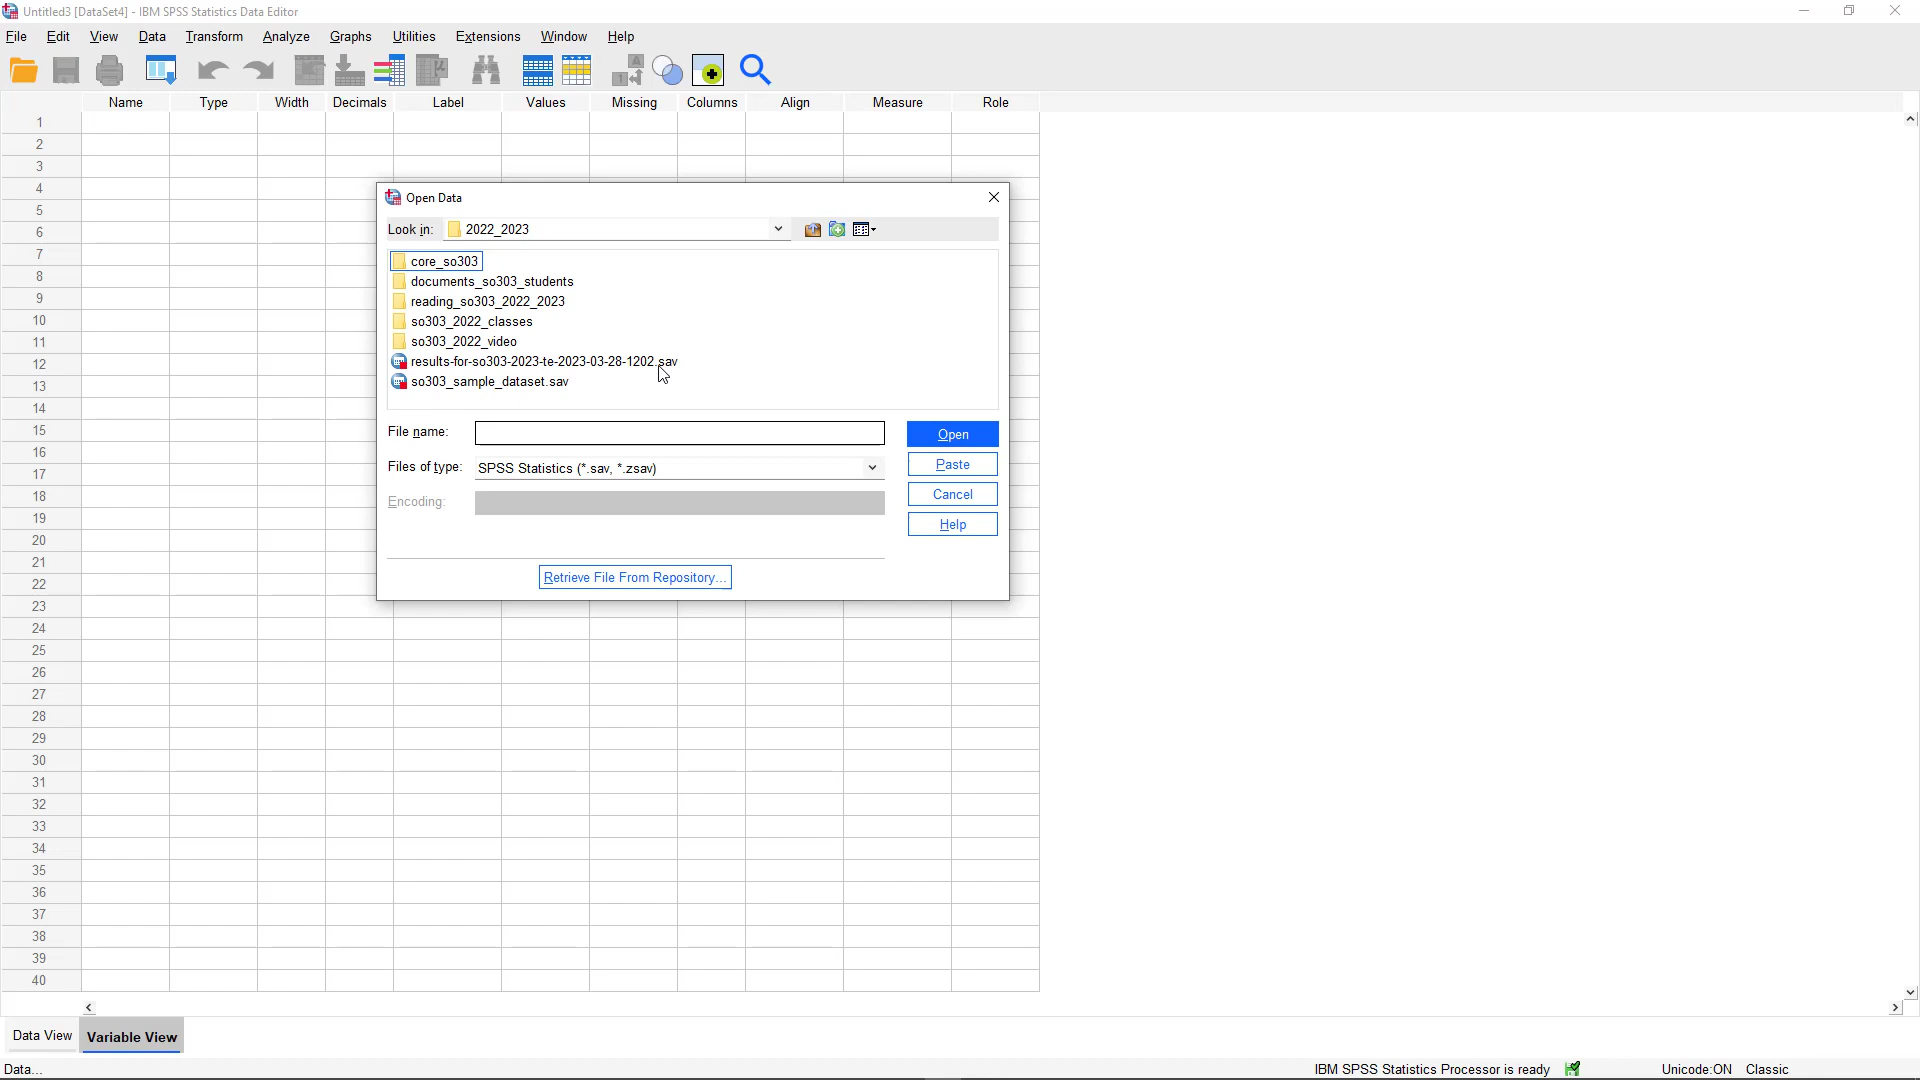 Untitled3 [DataSet4] - IBM SPSS Statistics Data Editor
File Edit View Data Transform Analyze Graphs Utilities Extensions Window Help
Name Type Width Decimals Label Values Missing Columns Align Measure Role
1
2
3
4
5
6
7
8
9
10
11
12
13
14
15
16
17
18
19
20
21
22
23
24
25
26
27
28
29
30
31
32
33
34
35
36
37
38
39
40
Open Data
Look in: 2022_2023
core_so303
documents_so303_students
reading_so303_2022_2023
so303_2022_classes
so303_2022_video
results-for-so303-2023-te-2023-03-28-1202.sav
so303_sample_dataset.sav
File name:
Open
Files of type: SPSS Statistics (*.sav, *.zsav)
Paste
Encoding:
Cancel
Help
Retrieve File From Repository...
Data View Variable View
Data... IBM SPSS Statistics Processor is ready Unicode:ON Classic